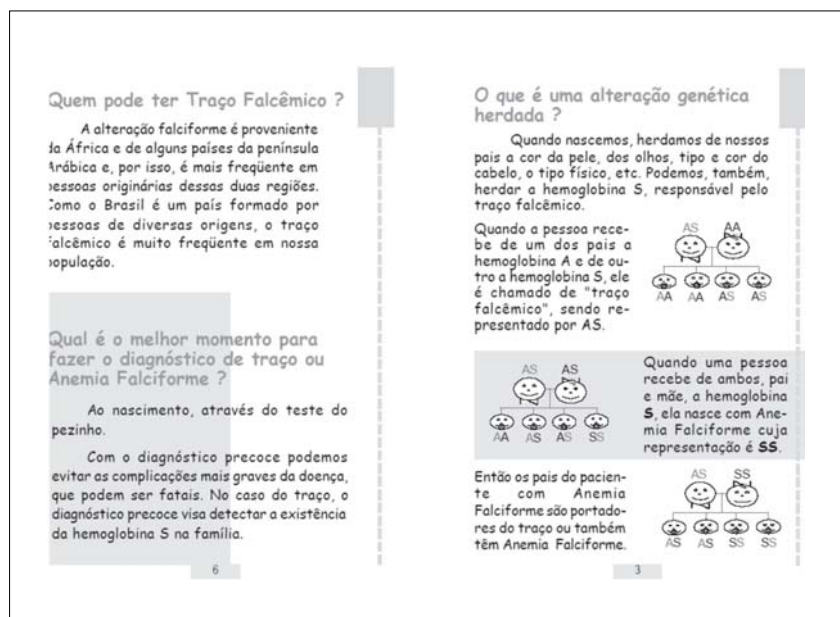 Quem pode ter Traço Falcêmico ?
A alteração falciforme é proveniente
da África e de alguns países da península
Arábica e, por isso, é mais freqüente em
pessoas originárias dessas duas regiões.
Como o Brasil é um país formado por
pessoas de diversas origens, o traço
falcêmico é muito freqüente em nossa
população.
Qual é o melhor momento para
fazer o diagnóstico de traço ou
Anemia Falciforme ?
Ao nascimento, através do teste do
pezinho.
Com o diagnóstico precoce podemos
evitar as complicações mais graves da doença,
que podem ser fatais. No caso do traço, o
diagnóstico precoce visa detectar a existência
da hemoglobina S na família.
6
O que é uma alteração genética
herdada ?
Quando nascemos, herdamos de nossos
pais a cor da pele, dos olhos, tipo e cor do
cabelo, o tipo físico, etc. Podemos, também,
herdar a hemoglobina S, responsável pelo
traço falcêmico.
Quando a pessoa rece-
be de um dos pais a
hemoglobina A e de ou-
tro a hemoglobina S, ele
é chamado de "traço
falcêmico", sendo re-
presentado por AS.
AS AA
AA AA AS AS
AS AS
AA AS AS SS
Quando uma pessoa
recebe de ambos, pai
e mãe, a hemoglobina
S, ela nasce com Ane-
mia Falciforme cuja
representação é SS.
Então os pais do pacien-
te com Anemia
Falciforme são portado-
res do traço ou também
têm Anemia Falciforme.
AS SS
AS AS SS SS
3